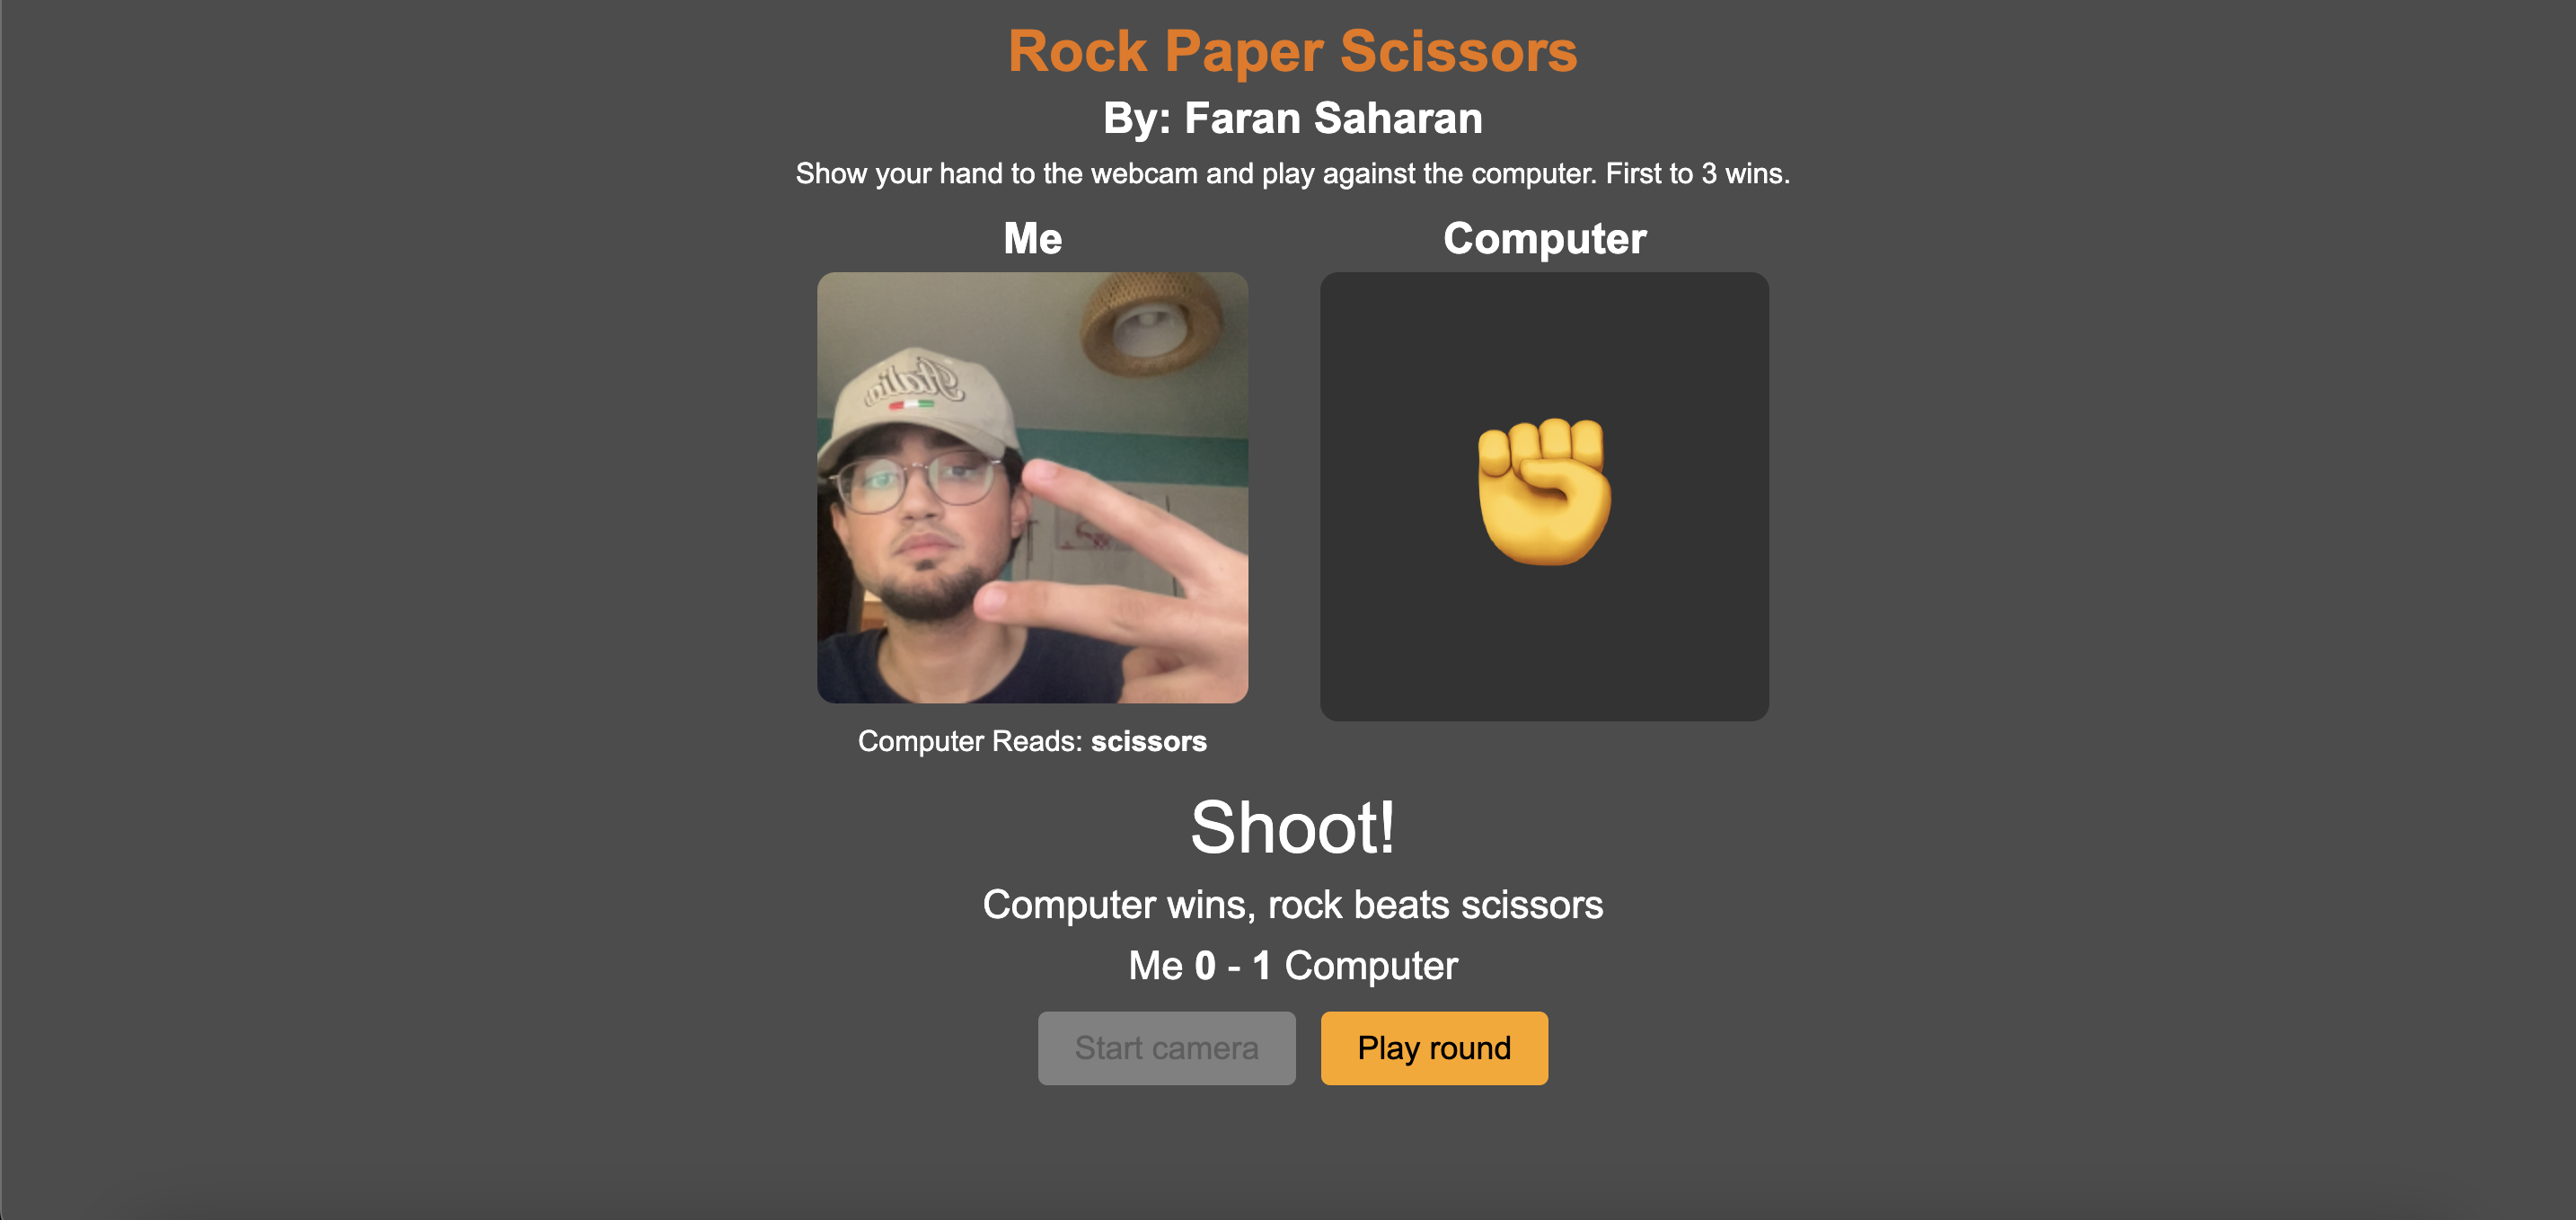 Rock Paper Scissors
By: Faran Saharan
Show your hand to the webcam and play against the computer. First to 3 wins.
Me
Computer
Italia
Computer Reads: scissors
Shoot!
Computer wins, rock beats scissors
Me 0 - 1 Computer
Start camera
Play round